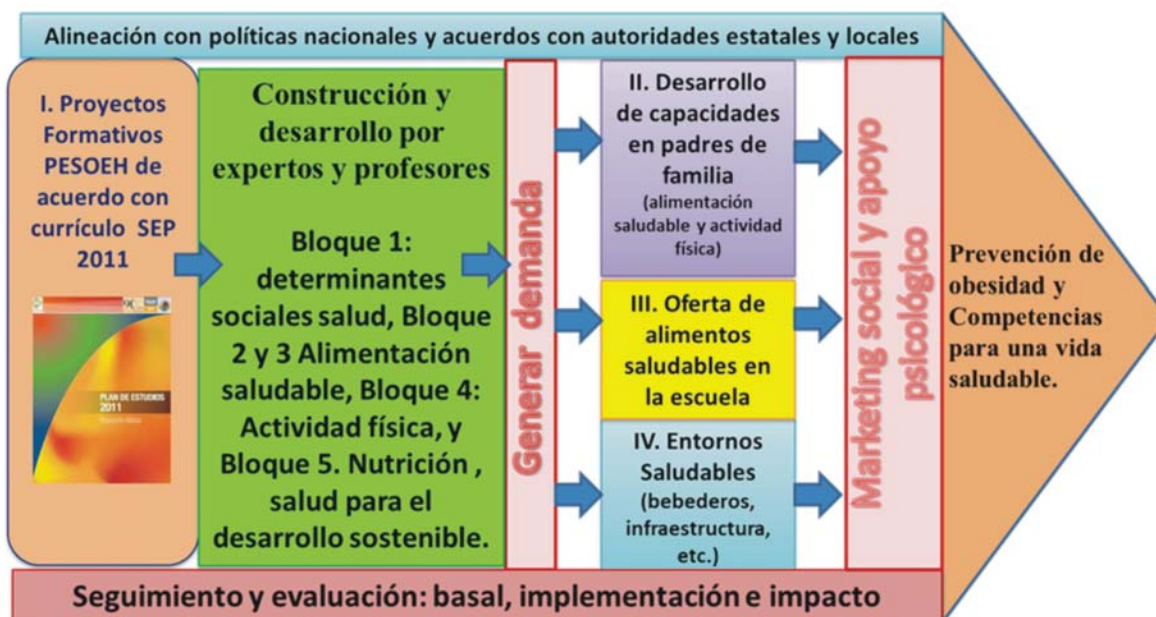 Alineación con políticas nacionales y acuerdos con autoridades estatales y locales
I. Proyectos
Formativos
PESOEH de
acuerdo con
currículo SEP
2011
PLAN DE ESTUDIOS
2011
Construcción y
desarrollo por
expertos y profesores
Bloque 1:
determinantes
sociales salud, Bloque
2 y 3 Alimentación
saludable, Bloque 4:
Actividad física, y
Bloque 5. Nutrición ,
salud para el
desarrollo sostenible.
Generar demanda
II. Desarrollo
de capacidades
en padres de
familia
(alimentación
saludable y actividad
física)
III. Oferta de
alimentos
saludables en
la escuela
IV. Entornos
Saludables
(bebederos,
infraestructura,
etc.)
Marketing social y apoyo
psicológico
Prevención de
obesidad y
Competencias
para una vida
saludable.
Seguimiento y evaluación: basal, implementación e impacto